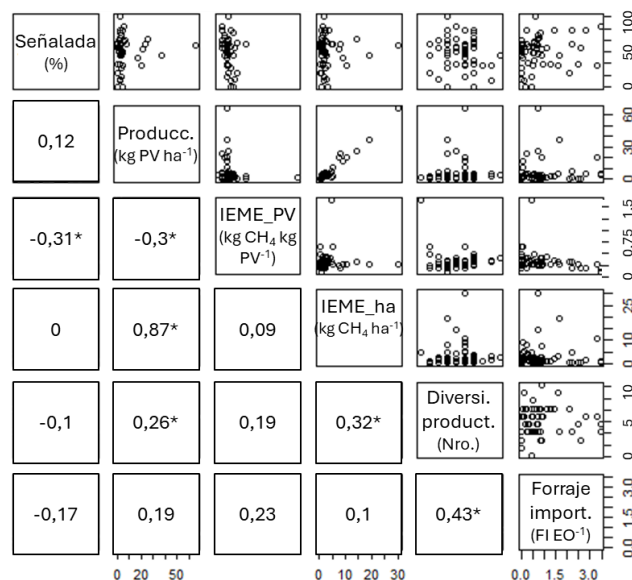 Señalada
(%)
0 20 60 100
0,12
Producc.
(kg PV ha⁻¹)
0 30 60
-0,31*
-0,3*
IEME_PV
(kg CH₄ kg
PV⁻¹)
0 0.75 1.5
0
0,87*
0,09
IEME_ha
(kg CH₄ ha⁻¹)
0 10 25
-0,1
0,26*
0,19
0,32*
Diversi.
product.
(Nro.)
0 5 10
-0,17
0,19
0,23
0,1
0,43*
Forraje
import.
(FI EO⁻¹)
0.0 1.5 3.0
0 20 50
0 10 30
0.0 1.5 3.0